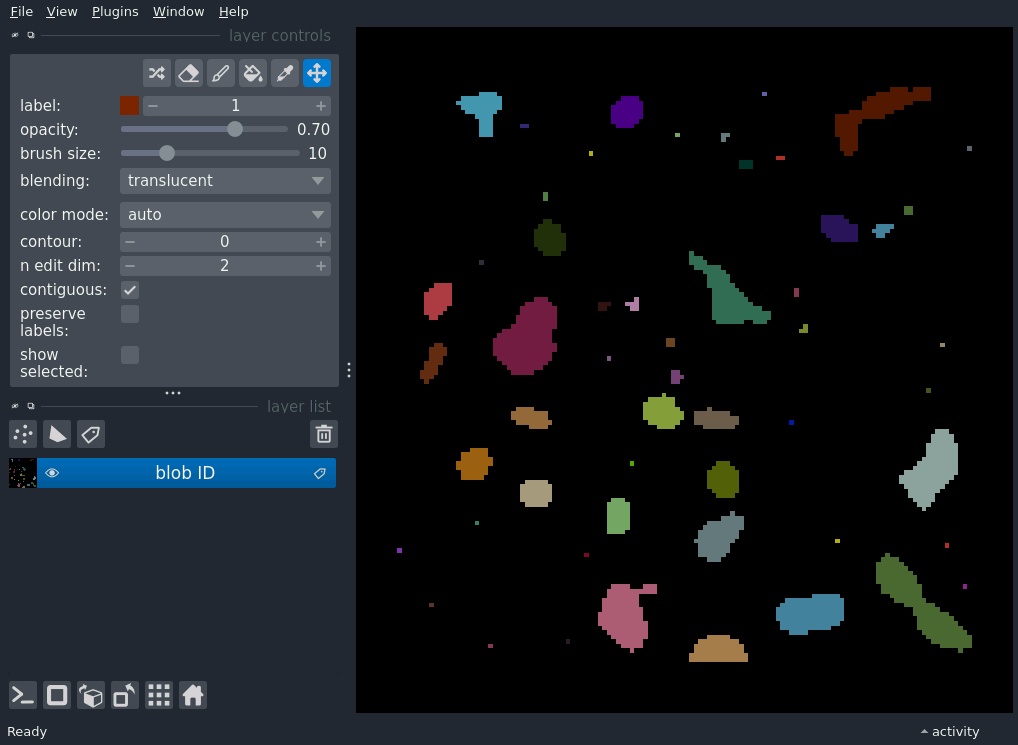 File View Plugins Window Help
layer controls
label: 1
opacity: 0.70
brush size: 10
blending: translucent
color mode: auto
contour: 0
n edit dim: 2
contiguous:
preserve
labels:
show
selected:
layer list
blob ID
Ready activity